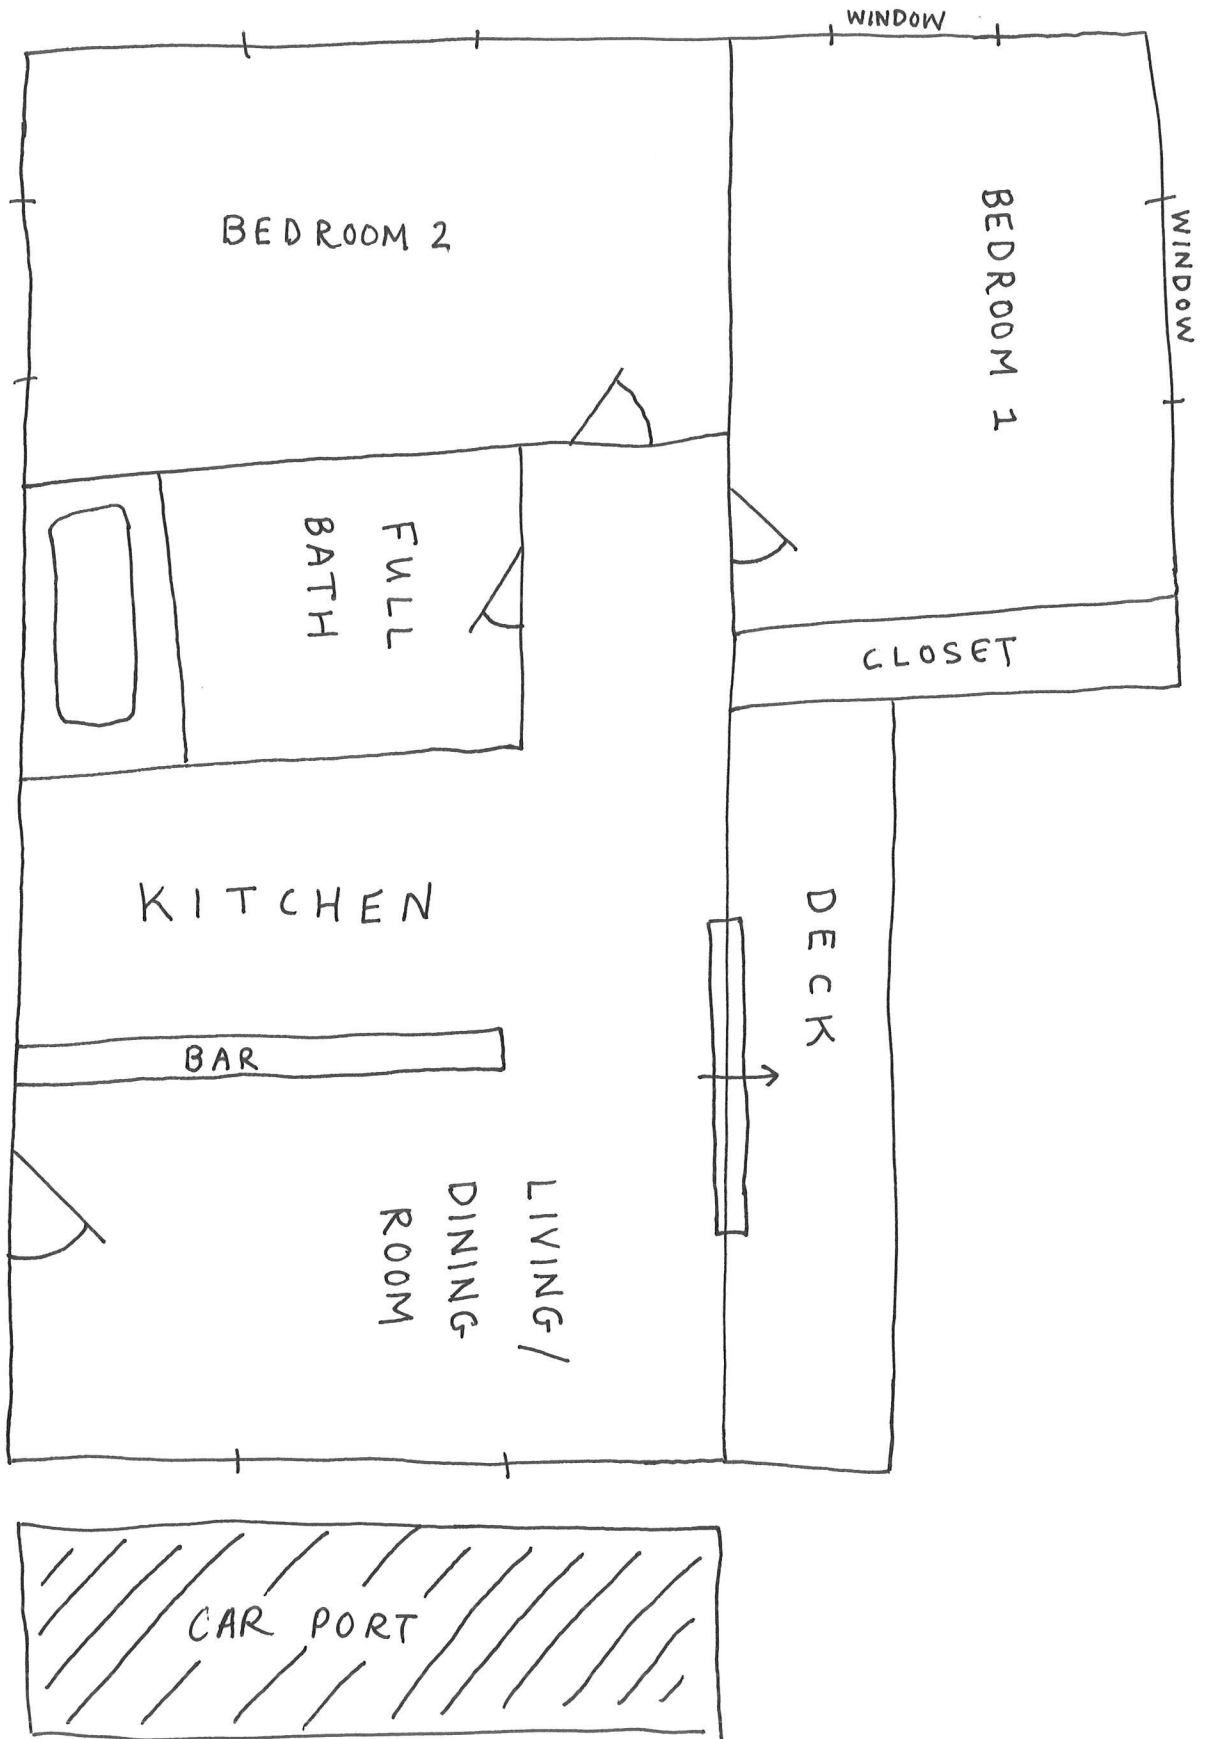 WINDOW
BEDROOM 2
BEDROOM 1
WINDOW
FULL
BATH
CLOSET
KITCHEN
DECK
BAR
LIVING/
DINING
ROOM
CAR PORT